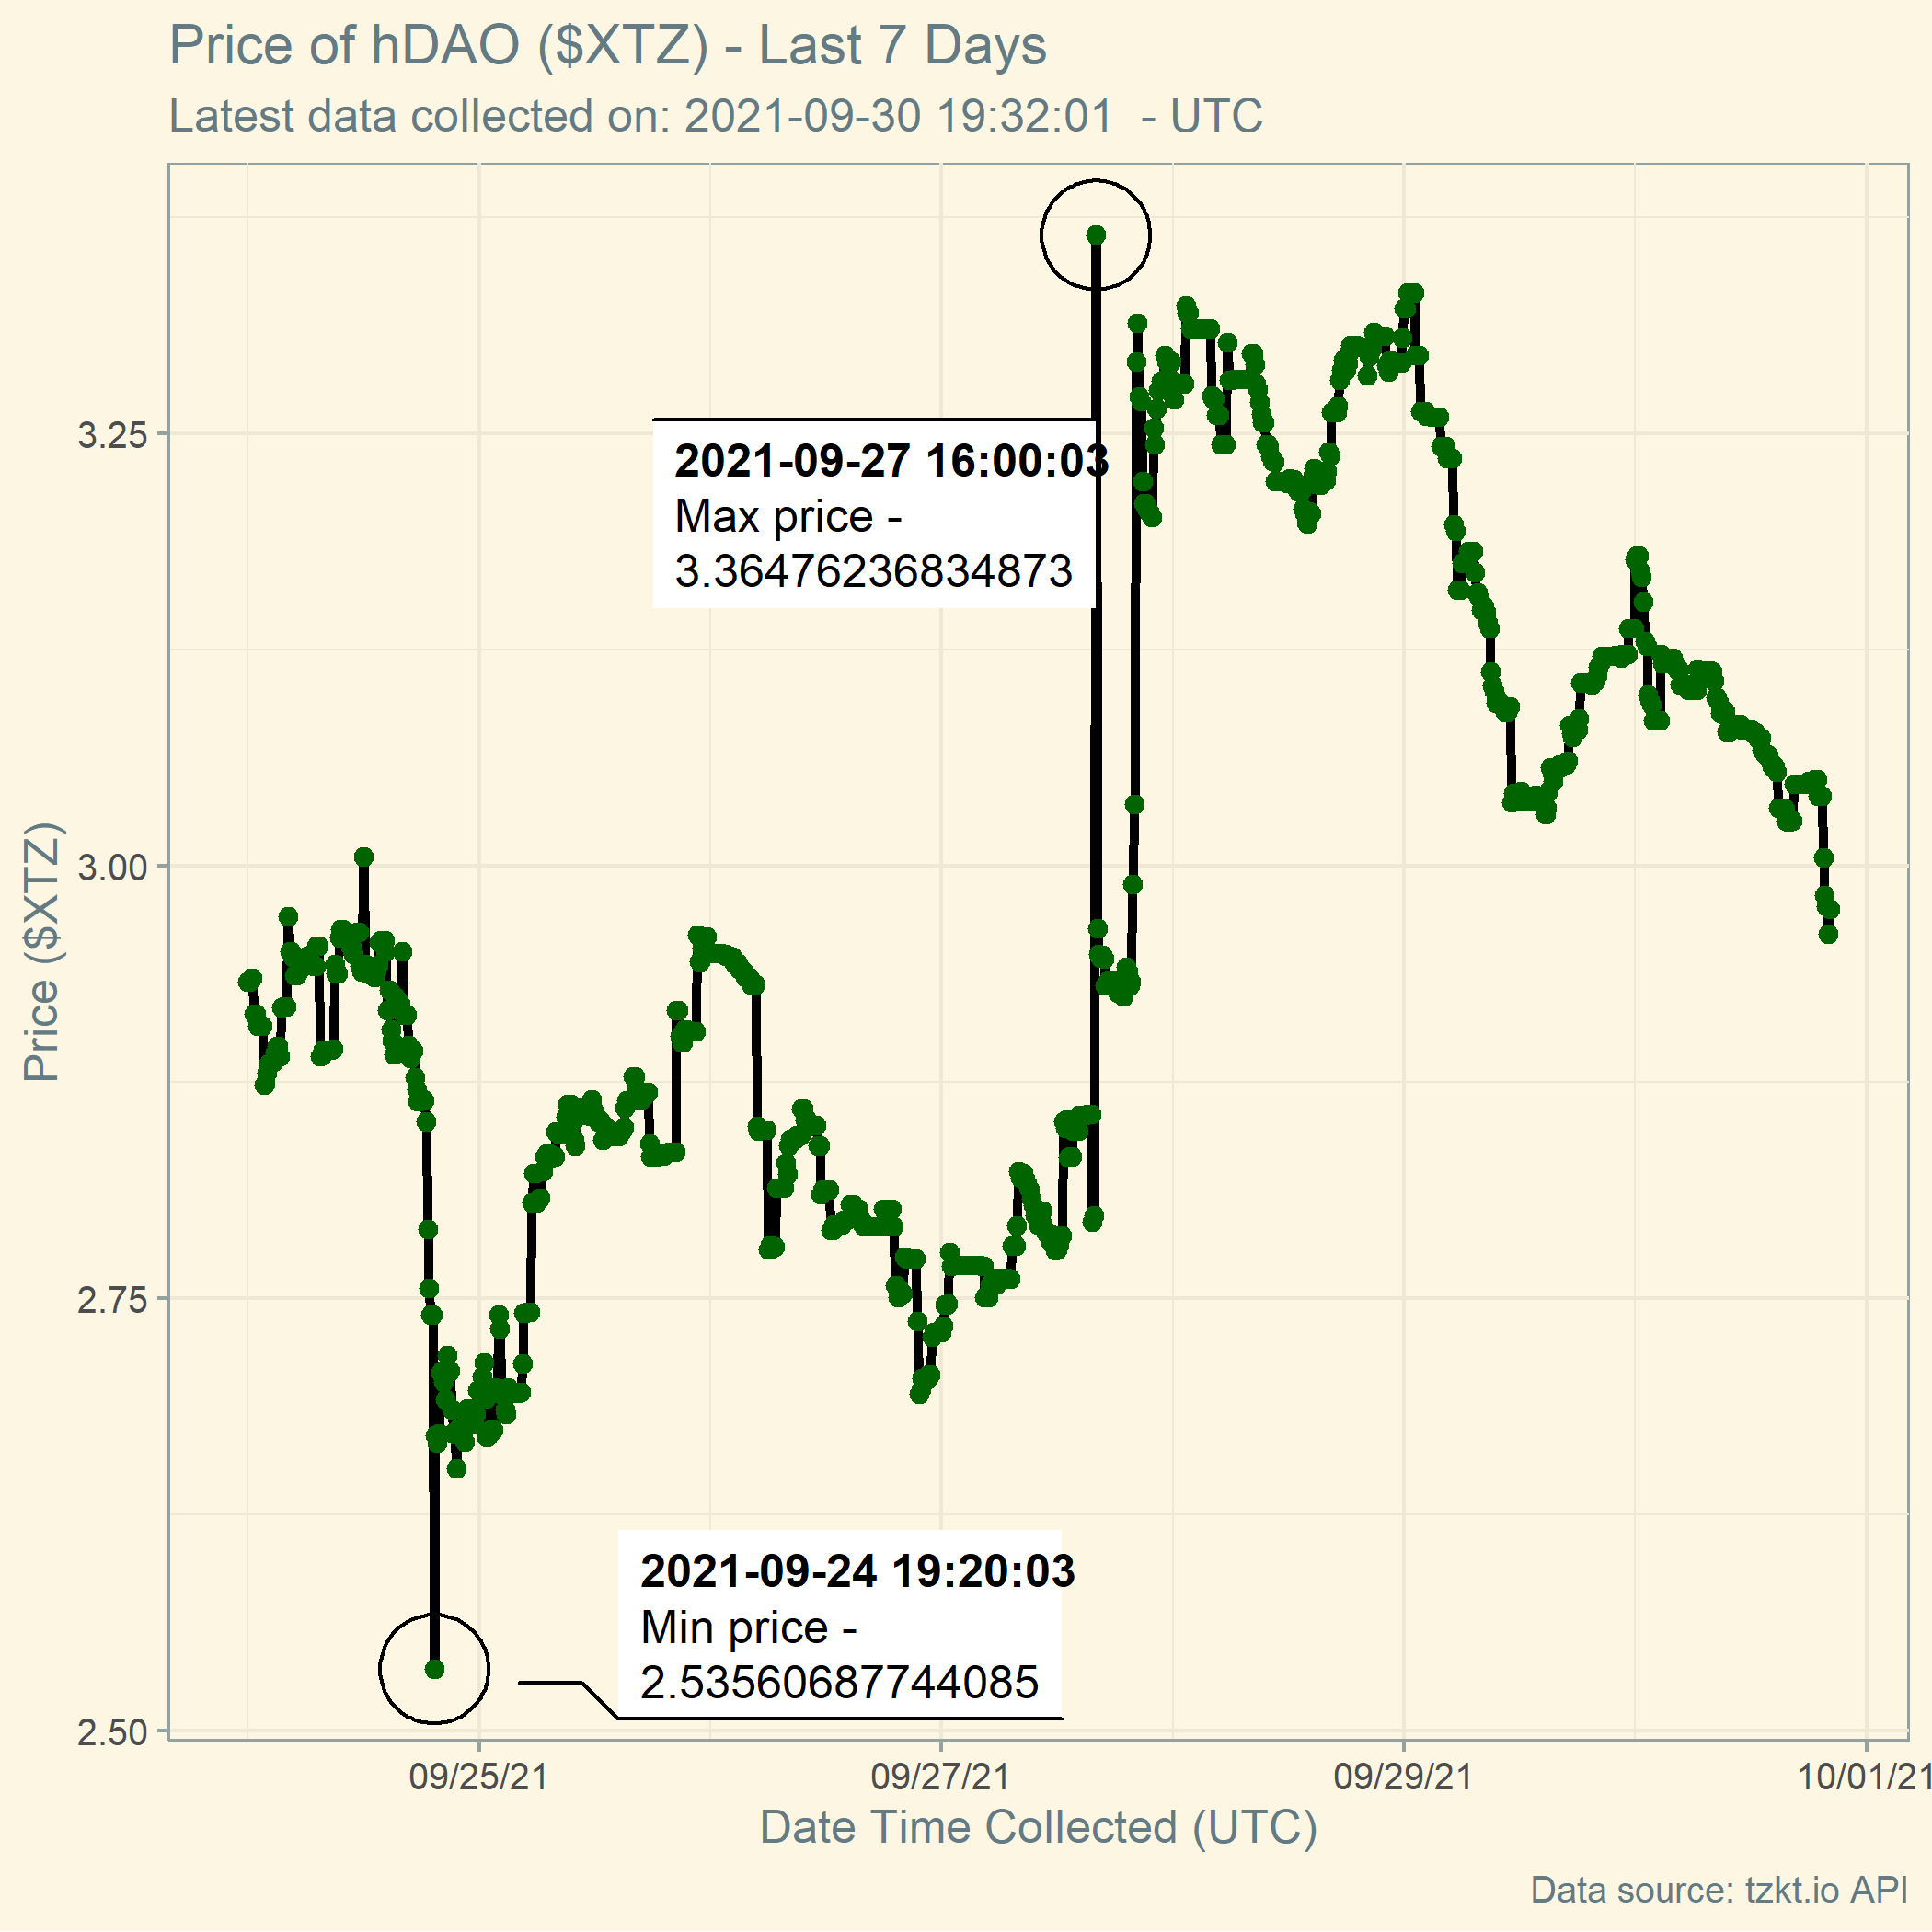 Price of hDAO ($XTZ) - Last 7 Days
Latest data collected on: 2021-09-30 19:32:01  - UTC
2021-09-27 16:00:03
Max price -
3.36476236834873
2021-09-24 19:20:03
Min price -
2.53560687744085
3.25
3.00
2.75
2.50
Price ($XTZ)
09/25/21
09/27/21
09/29/21
10/01/21
Date Time Collected (UTC)
Data source: tzkt.io API